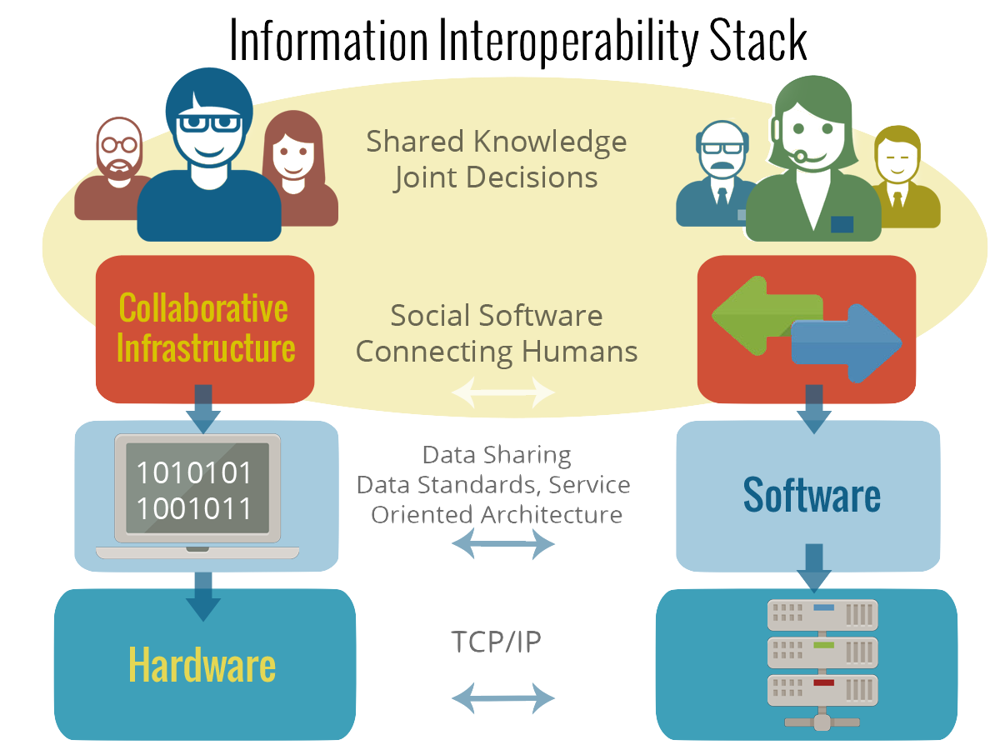 Information Interoperability Stack
Shared Knowledge
Joint Decisions
Collaborative
Infrastructure
Social Software
Connecting Humans
1010101
1001011
Data Sharing
Data Standards, Service
Oriented Architecture
Software
Hardware
TCP/IP